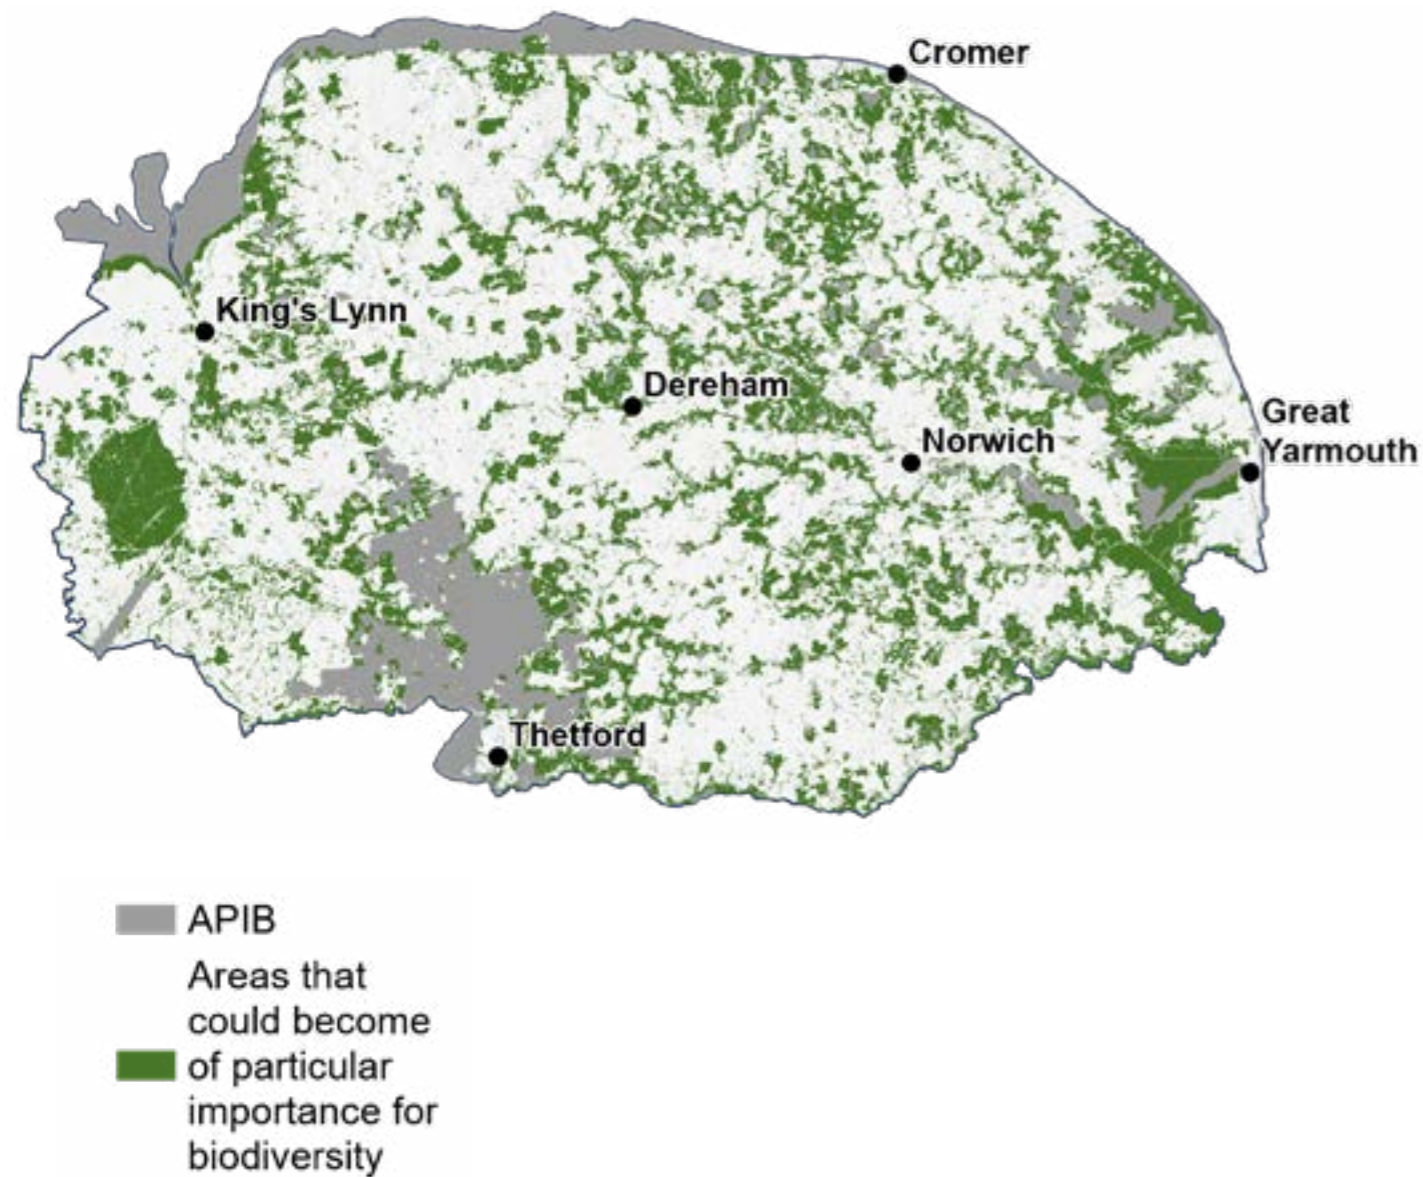 Cromer
King's Lynn
Dereham
Great
Yarmouth
Norwich
Thetford
APIB
Areas that
could become
of particular
importance for
biodiversity